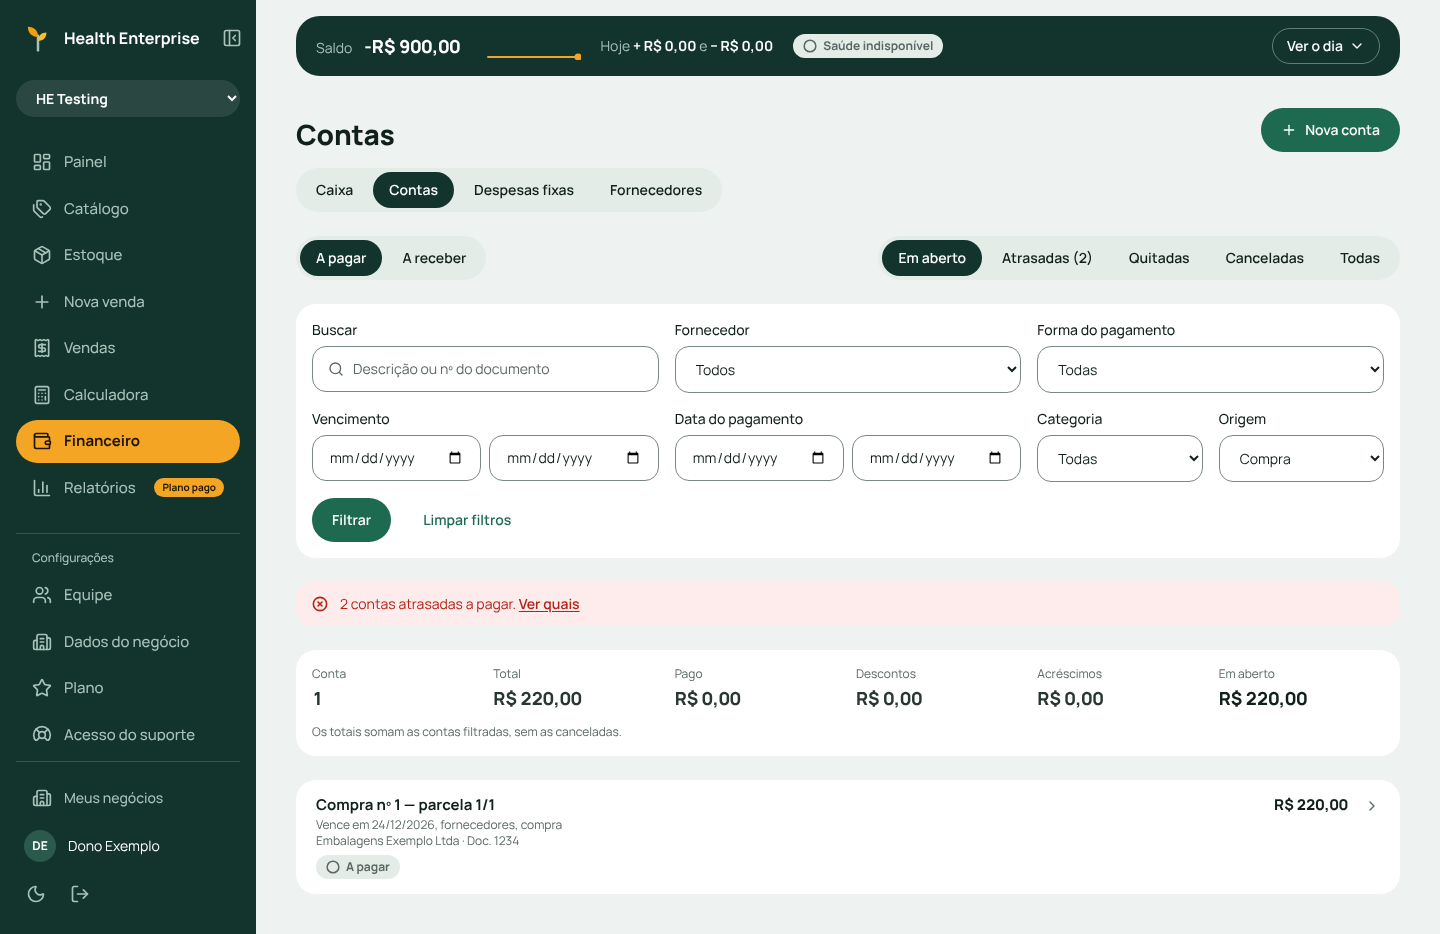 Health Enterprise
HE Testing
Painel
Catálogo
Estoque
Nova venda
Vendas
Calculadora
Financeiro
Relatórios Plano pago
Configurações
Equipe
Dados do negócio
Plano
Acesso do suporte
Meus negócios
DE Dono Exemplo
Saldo -R$ 900,00 Hoje + R$ 0,00 e − R$ 0,00 Saúde indisponível Ver o dia
Contas
Nova conta
Caixa Contas Despesas fixas Fornecedores
A pagar A receber Em aberto Atrasadas (2) Quitadas Canceladas Todas
Buscar Fornecedor Forma do pagamento
Descrição ou nº do documento Todos Todas
Vencimento Data do pagamento Categoria Origem
mm/dd/yyyy mm/dd/yyyy mm/dd/yyyy mm/dd/yyyy Todas Compra
Filtrar Limpar filtros
2 contas atrasadas a pagar. Ver quais
Conta Total Pago Descontos Acréscimos Em aberto
1 R$ 220,00 R$ 0,00 R$ 0,00 R$ 0,00 R$ 220,00
Os totais somam as contas filtradas, sem as canceladas.
Compra nº 1 — parcela 1/1 R$ 220,00
Vence em 24/12/2026, fornecedores, compra
Embalagens Exemplo Ltda · Doc. 1234
A pagar